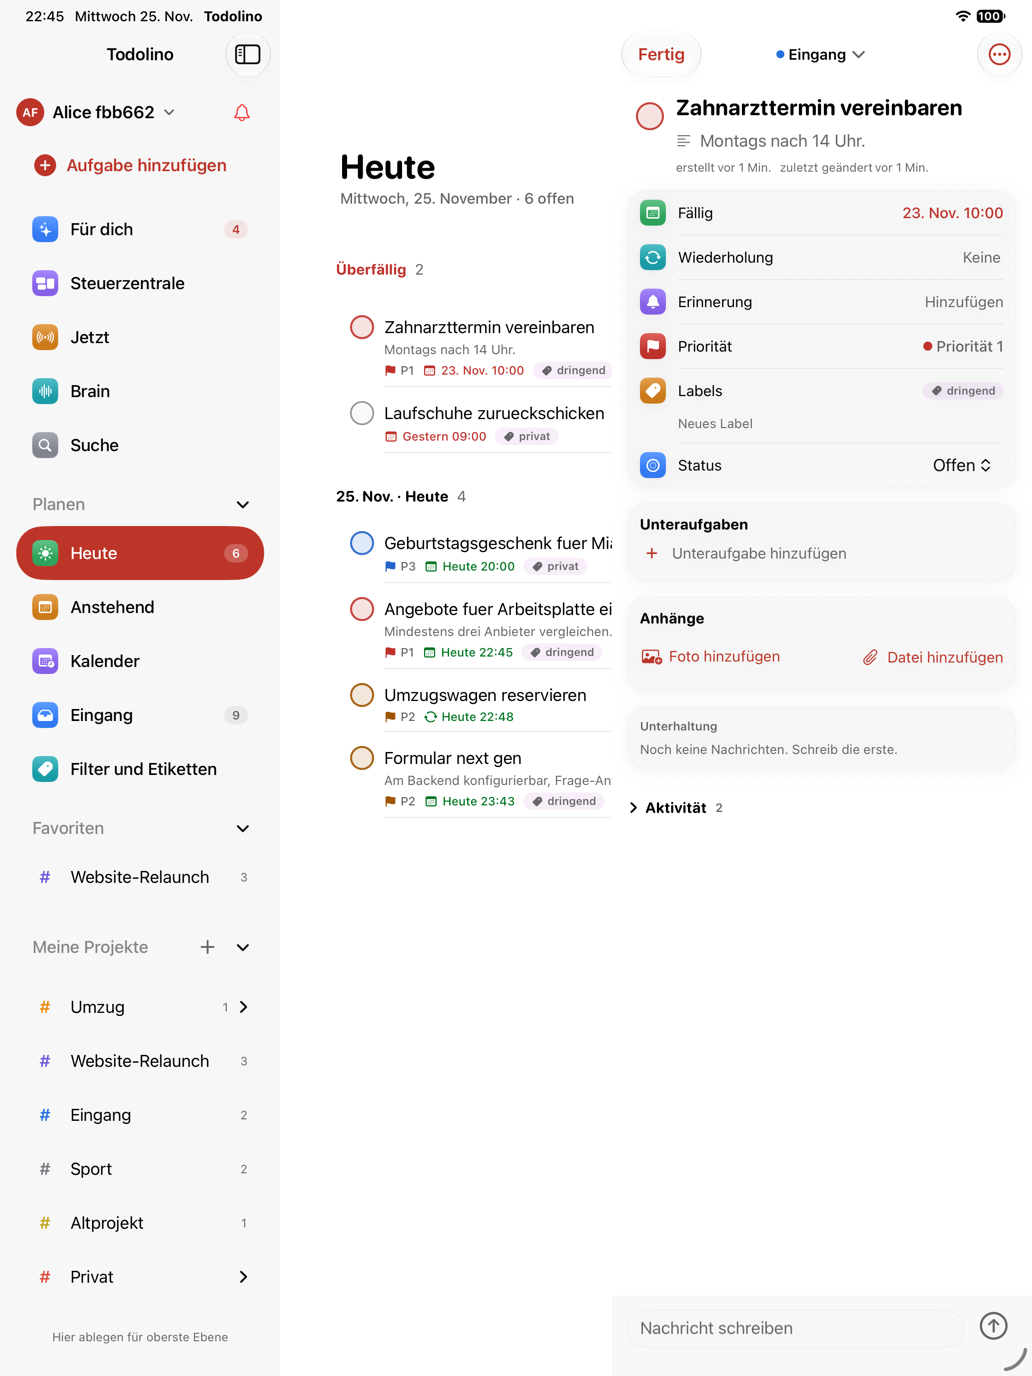 22:45 Mittwoch 25. Nov. Todolino
100
Todolino
AF Alice fbb662
Aufgabe hinzufügen
Für dich 4
Steuerzentrale
Jetzt
Brain
Suche
Planen
Heute 6
Anstehend
Kalender
Eingang 9
Filter und Etiketten
Favoriten
# Website-Relaunch 3
Meine Projekte
# Umzug 1
# Website-Relaunch 3
# Eingang 2
# Sport 2
# Altprojekt 1
# Privat
Hier ablegen für oberste Ebene
Heute
Mittwoch, 25. November · 6 offen
Überfällig 2
Zahnarzttermin vereinbaren
Montags nach 14 Uhr.
P1 23. Nov. 10:00 dringend
Laufschuhe zurueckschicken
Gestern 09:00 privat
25. Nov. · Heute 4
Geburtstagsgeschenk fuer Mia
P3 Heute 20:00 privat
Angebote fuer Arbeitsplatte ei
Mindestens drei Anbieter vergleichen.
P1 Heute 22:45 dringend
Umzugswagen reservieren
P2 Heute 22:48
Formular next gen
Am Backend konfigurierbar, Frage-An
P2 Heute 23:43 dringend
Fertig
Eingang
Zahnarzttermin vereinbaren
Montags nach 14 Uhr.
erstellt vor 1 Min. zuletzt geändert vor 1 Min.
Fällig 23. Nov. 10:00
Wiederholung Keine
Erinnerung Hinzufügen
Priorität Priorität 1
Labels dringend
Neues Label
Status Offen
Unteraufgaben
Unteraufgabe hinzufügen
Anhänge
Foto hinzufügen Datei hinzufügen
Unterhaltung
Noch keine Nachrichten. Schreib die erste.
Aktivität 2
Nachricht schreiben